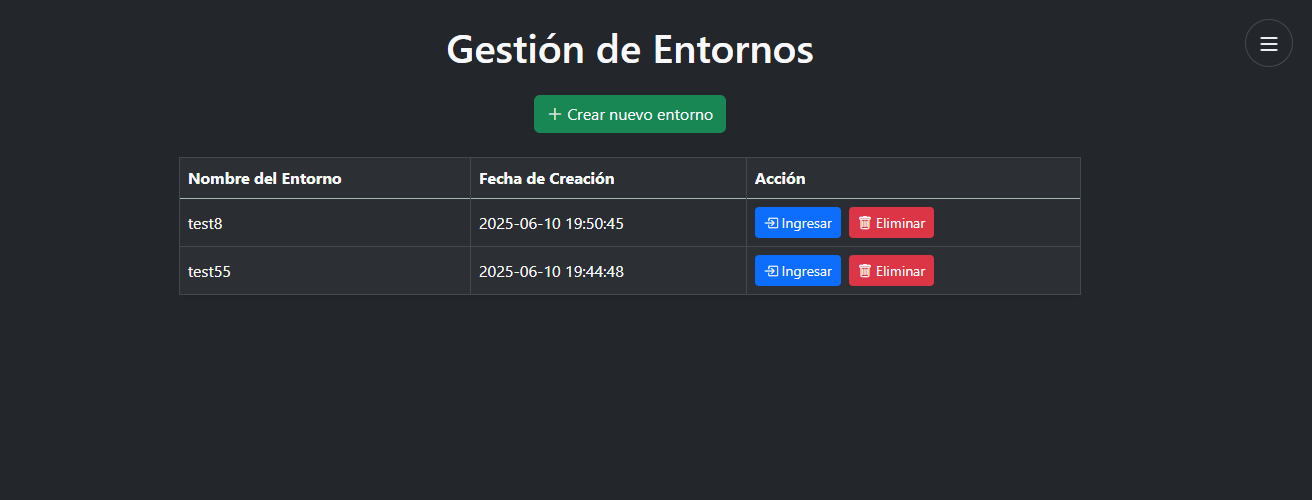 Gestión de Entornos
Crear nuevo entorno
Nombre del Entorno Fecha de Creación Acción
test8 2025-06-10 19:50:45 Ingresar Eliminar
test55 2025-06-10 19:44:48 Ingresar Eliminar